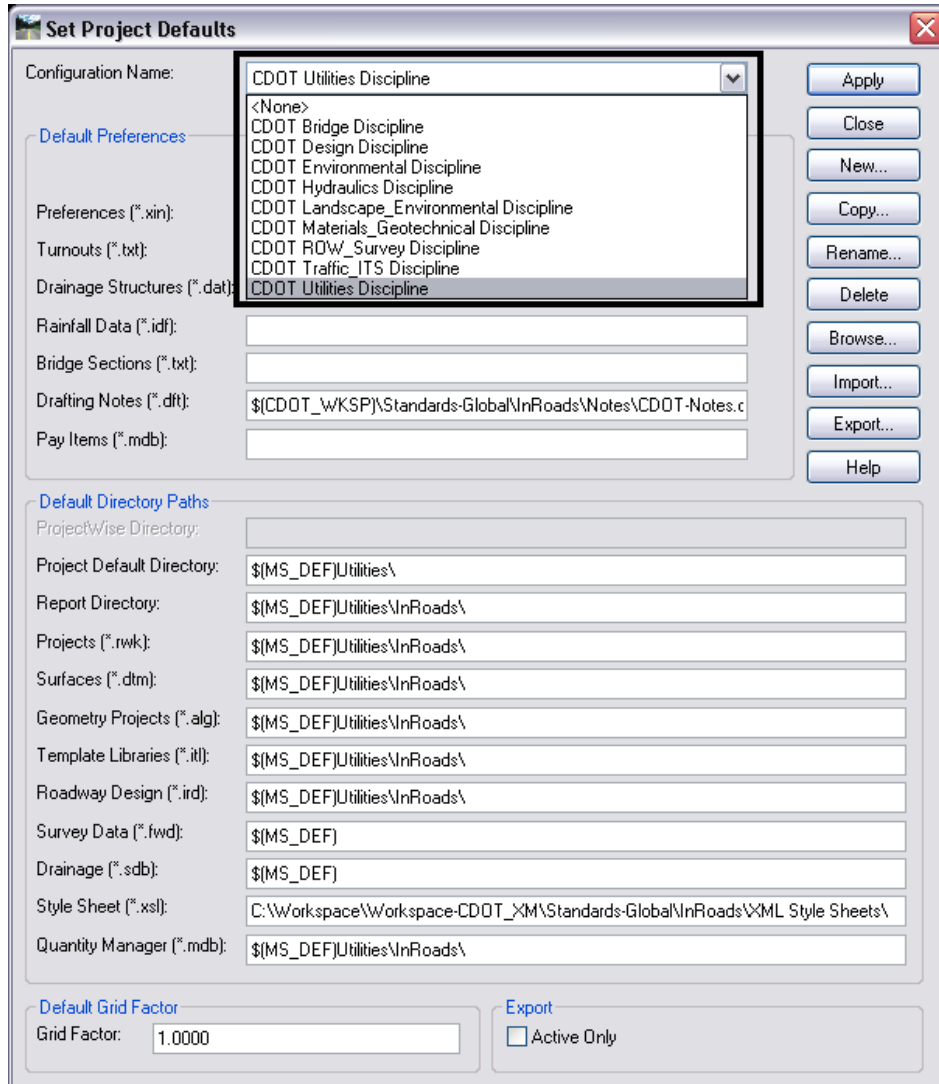 Set Project Defaults
Configuration Name:
CDOT Utilities Discipline
<None>
CDOT Bridge Discipline
CDOT Design Discipline
CDOT Environmental Discipline
CDOT Hydraulics Discipline
CDOT Landscape_Environmental Discipline
CDOT Materials_Geotechnical Discipline
CDOT ROW_Survey Discipline
CDOT Traffic_ITS Discipline
CDOT Utilities Discipline
Apply
Close
New...
Copy...
Rename...
Delete
Browse...
Import...
Export...
Help
Default Preferences
Preferences (*.xin):
Turnouts (*.txt):
Drainage Structures (*.dat):
Rainfall Data (*.idf):
Bridge Sections (*.txt):
Drafting Notes (*.dft): $(CDOT_WKSP)\Standards-Global\InRoads\Notes\CDOT-Notes.c
Pay Items (*.mdb):
Default Directory Paths
ProjectWise Directory:
Project Default Directory: $(MS_DEF)Utilities\
Report Directory: $(MS_DEF)Utilities\InRoads\
Projects (*.rwk): $(MS_DEF)Utilities\InRoads\
Surfaces (*.dtm): $(MS_DEF)Utilities\InRoads\
Geometry Projects (*.alg): $(MS_DEF)Utilities\InRoads\
Template Libraries (*.itl): $(MS_DEF)Utilities\InRoads\
Roadway Design (*.ird): $(MS_DEF)Utilities\InRoads\
Survey Data (*.fwd): $(MS_DEF)
Drainage (*.sdb): $(MS_DEF)
Style Sheet (*.xsl): C:\Workspace\Workspace-CDOT_XM\Standards-Global\InRoads\XML Style Sheets\
Quantity Manager (*.mdb): $(MS_DEF)Utilities\InRoads\
Default Grid Factor
Grid Factor: 1.0000
Export
Active Only